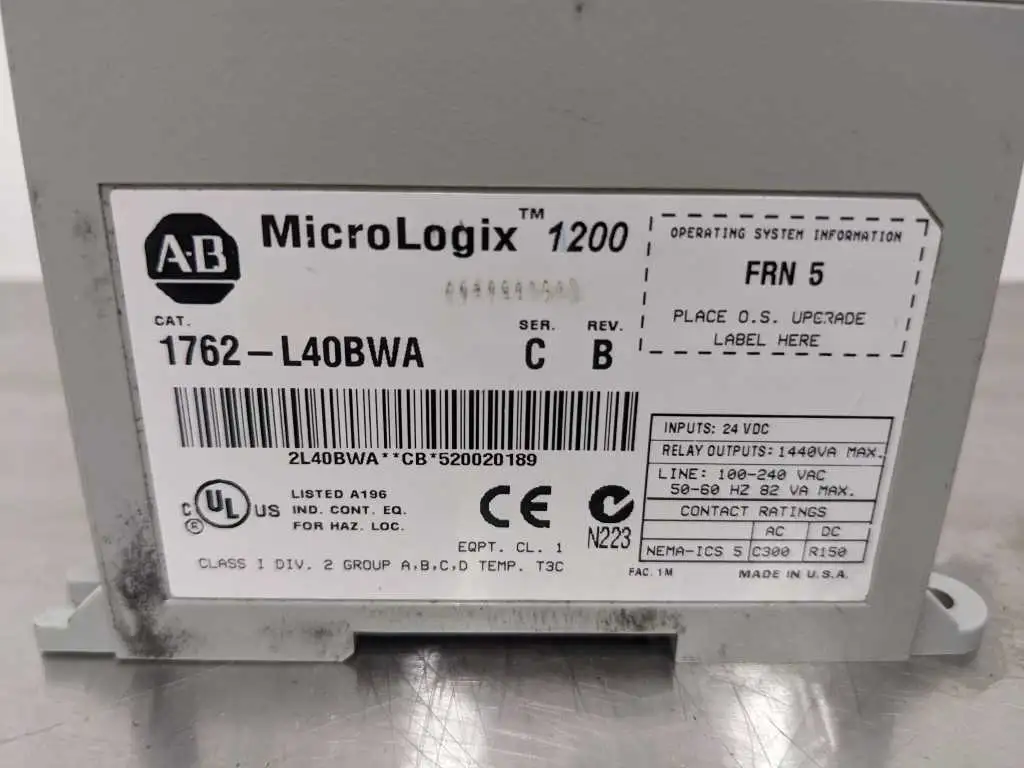 A-B
MicroLogix™ 1200
CAT.
1762-L40BWA
SER.
C
REV.
B
OPERATING SYSTEM INFORMATION
FRN 5
PLACE O.S. UPGRADE
LABEL HERE
2L40BWA**CB*520020189
C UL US
®
LISTED A196
IND. CONT. EQ.
FOR HAZ. LOC.
CE
N223
EQPT. CL. 1
CLASS I DIV. 2 GROUP A,B,C,D TEMP. T3C
INPUTS: 24 VDC
RELAY OUTPUTS: 1440VA MAX.
LINE: 100-240 VAC
50-60 HZ 82 VA MAX.
CONTACT RATINGS
AC DC
NEMA-ICS 5 C300 R150
FAC. 1M
MADE IN U.S.A.